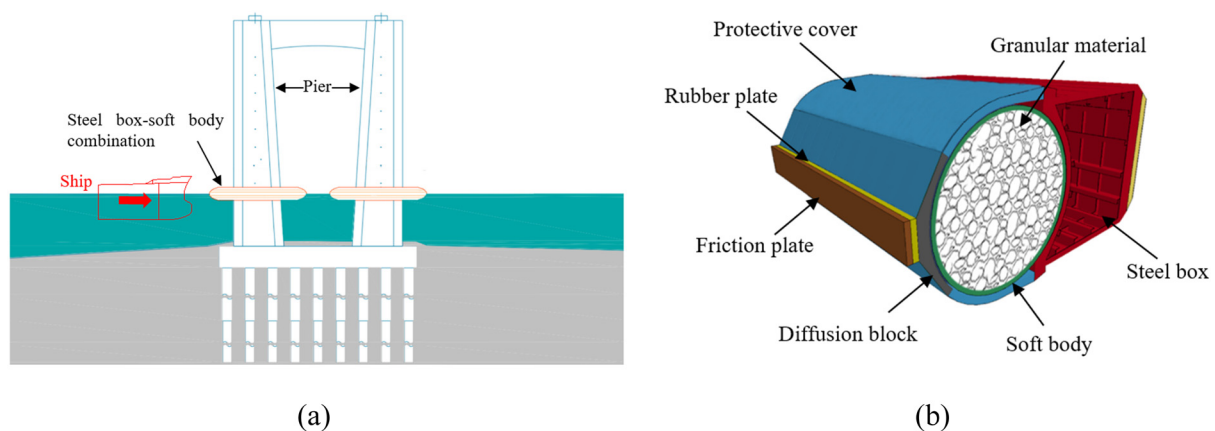 Pier
Steel box-soft body
combination
Ship
(a)
Protective cover
Granular material
Rubber plate
Friction plate
Steel box
Diffusion block
Soft body
(b)